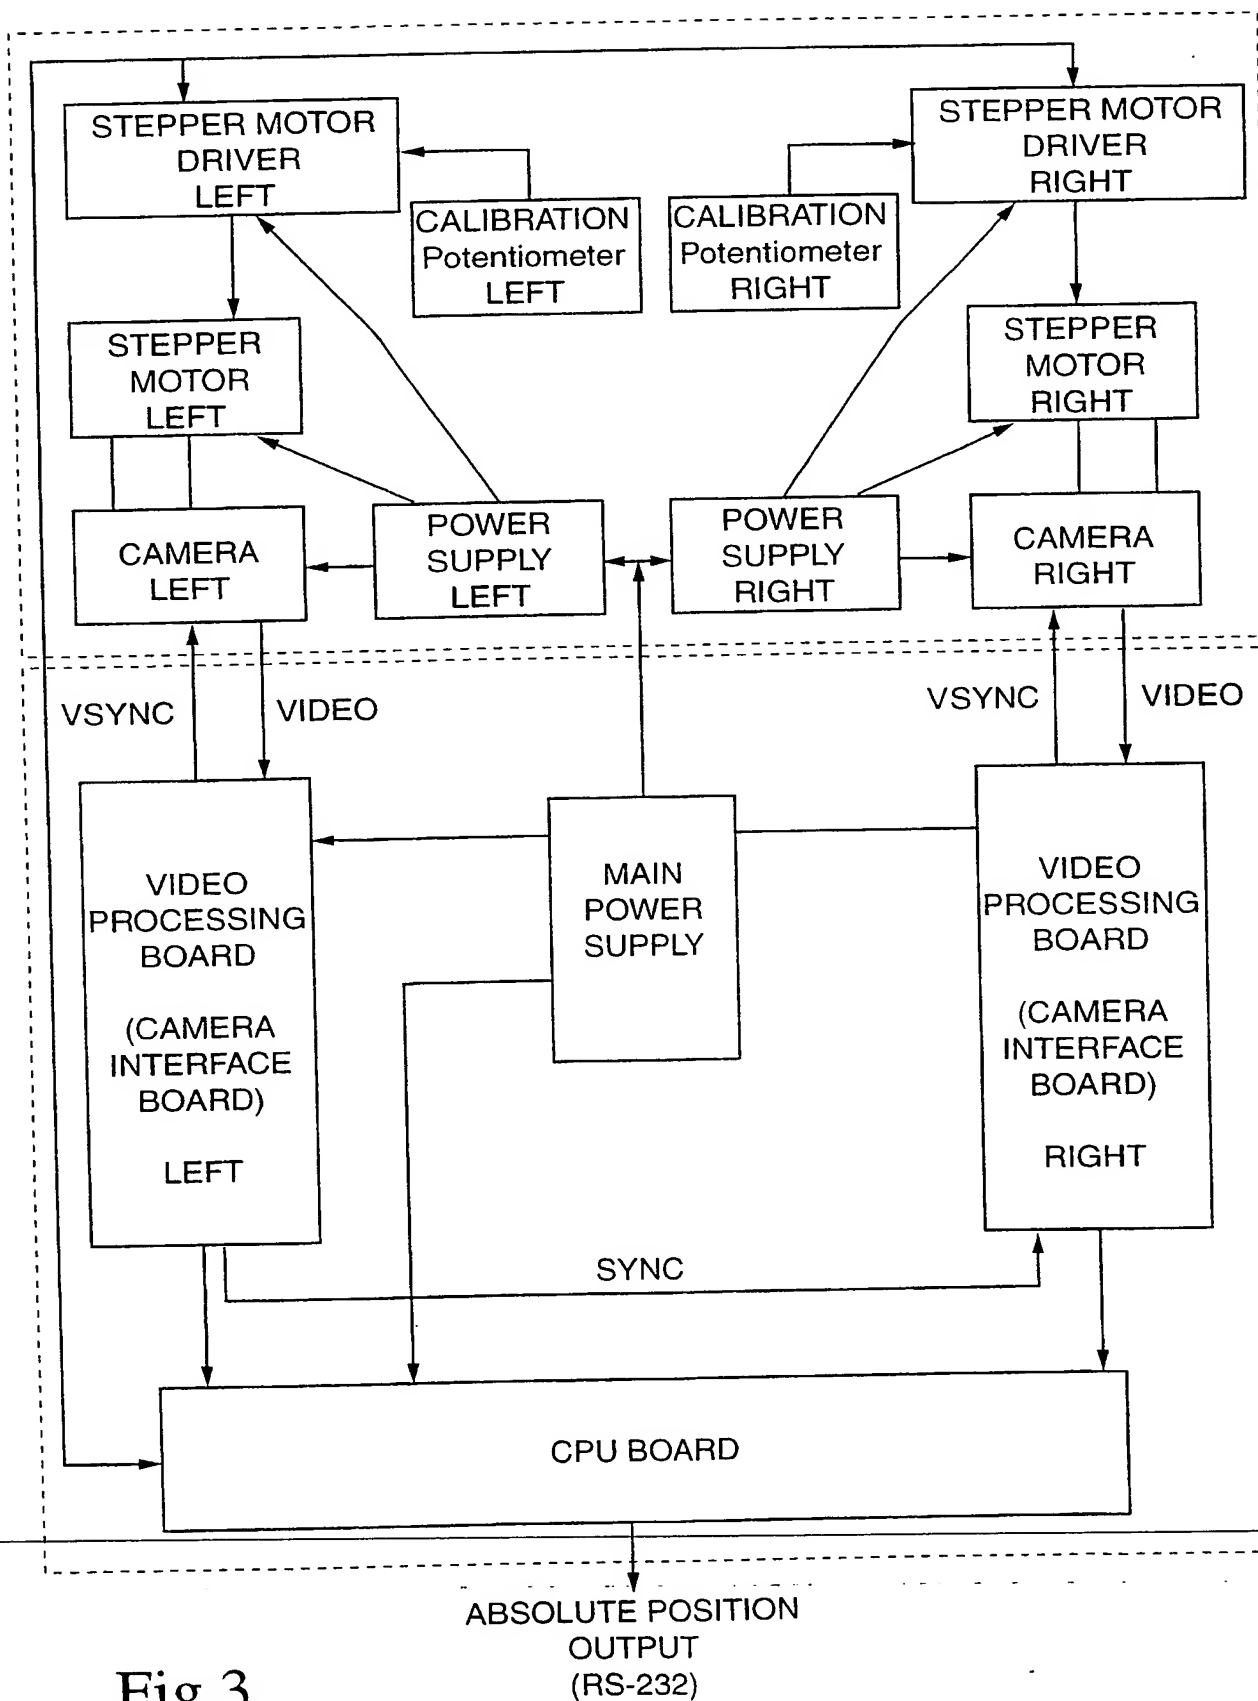 STEPPER MOTOR
DRIVER
LEFT
STEPPER MOTOR
DRIVER
RIGHT
CALIBRATION
Potentiometer
LEFT
CALIBRATION
Potentiometer
RIGHT
STEPPER
MOTOR
LEFT
STEPPER
MOTOR
RIGHT
CAMERA
LEFT
POWER
SUPPLY
LEFT
POWER
SUPPLY
RIGHT
CAMERA
RIGHT
VSYNC
VIDEO
VSYNC
VIDEO
VIDEO
PROCESSING
BOARD
(CAMERA
INTERFACE
BOARD)
LEFT
MAIN
POWER
SUPPLY
VIDEO
PROCESSING
BOARD
(CAMERA
INTERFACE
BOARD)
RIGHT
SYNC
CPU BOARD
ABSOLUTE POSITION
OUTPUT
(RS-232)
Fig 3